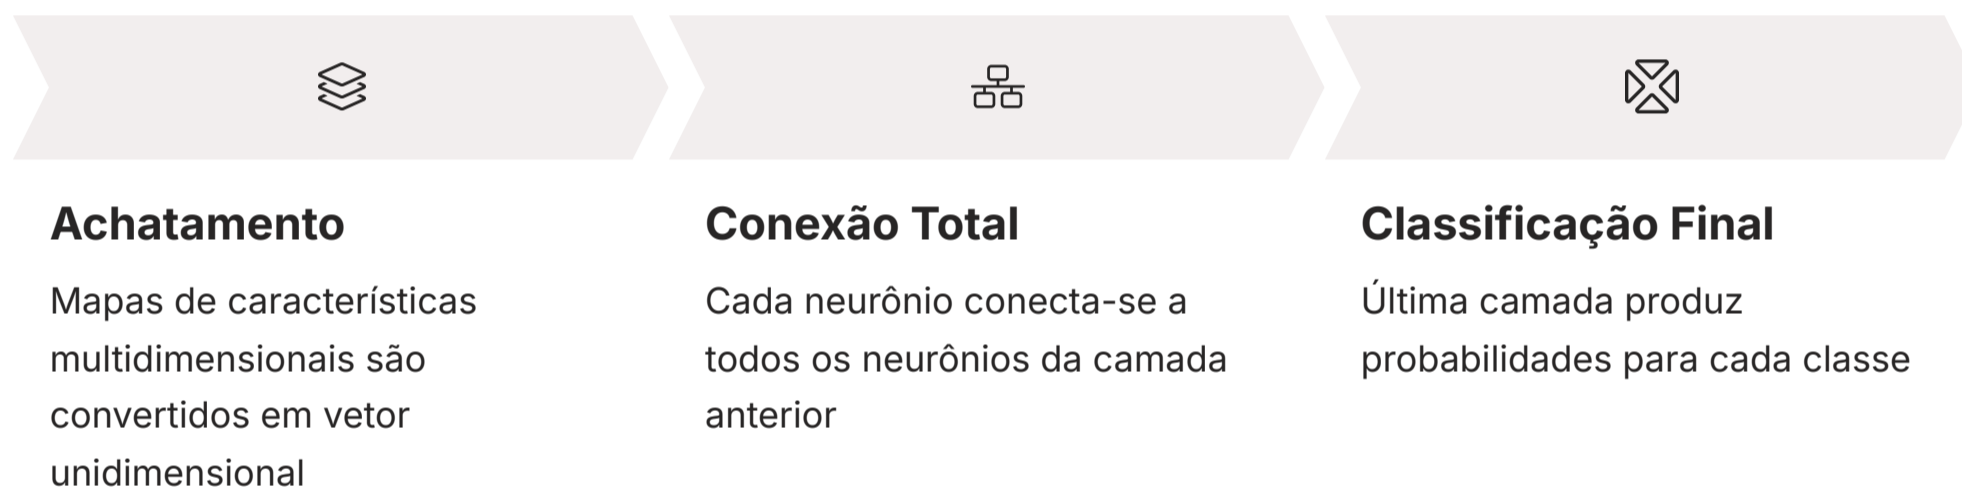 Achatamento
Mapas de características
multidimensionais são
convertidos em vetor
unidimensional
Conexão Total
Cada neurônio conecta-se a
todos os neurônios da camada
anterior
Classificação Final
Última camada produz
probabilidades para cada classe